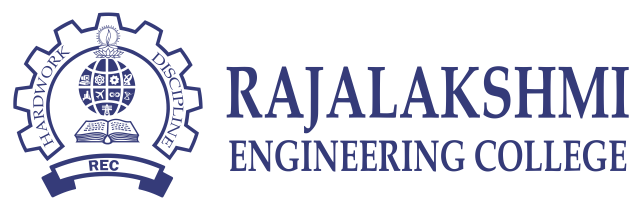 HARDWORK
DISCIPLINE
REC
RAJALAKSHMI
ENGINEERING COLLEGE